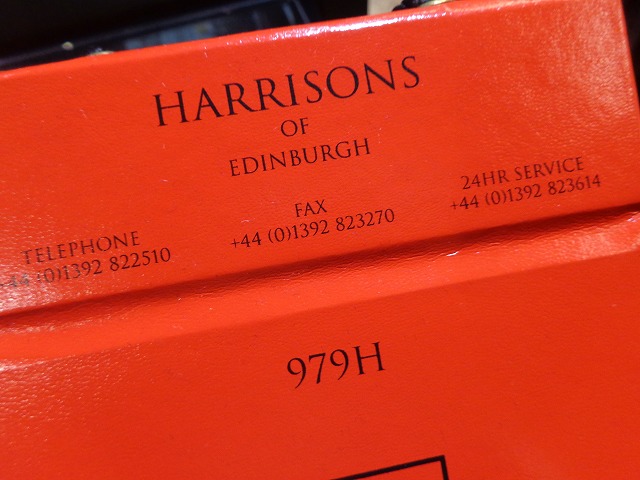 HARRISONS
OF
EDINBURGH
TELEPHONE
+44 (0)1392 822510
FAX
+44 (0)1392 823270
24HR SERVICE
+44 (0)1392 823614
979H